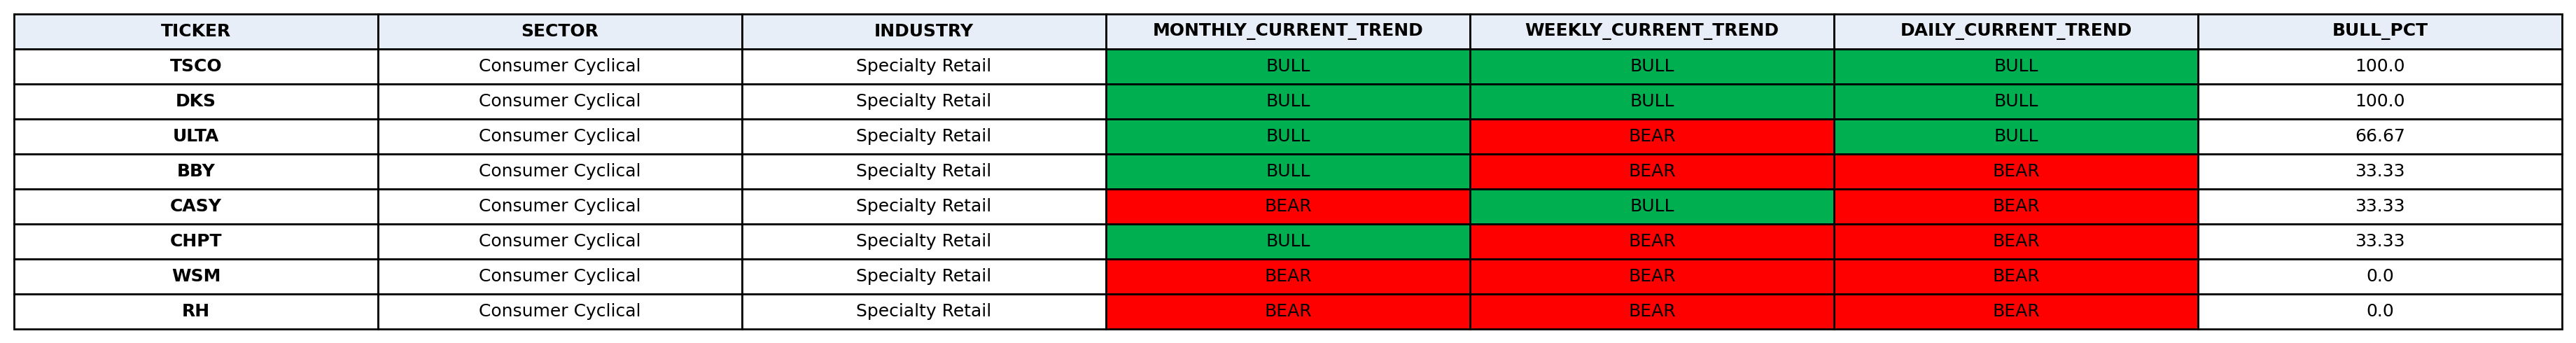 TICKER SECTOR INDUSTRY MONTHLY_CURRENT_TREND WEEKLY_CURRENT_TREND DAILY_CURRENT_TREND BULL_PCT
TSCO Consumer Cyclical Specialty Retail BULL BULL BULL 100.0
DKS Consumer Cyclical Specialty Retail BULL BULL BULL 100.0
ULTA Consumer Cyclical Specialty Retail BULL BEAR BULL 66.67
BBY Consumer Cyclical Specialty Retail BULL BEAR BEAR 33.33
CASY Consumer Cyclical Specialty Retail BEAR BULL BEAR 33.33
CHPT Consumer Cyclical Specialty Retail BULL BEAR BEAR 33.33
WSM Consumer Cyclical Specialty Retail BEAR BEAR BEAR 0.0
RH Consumer Cyclical Specialty Retail BEAR BEAR BEAR 0.0